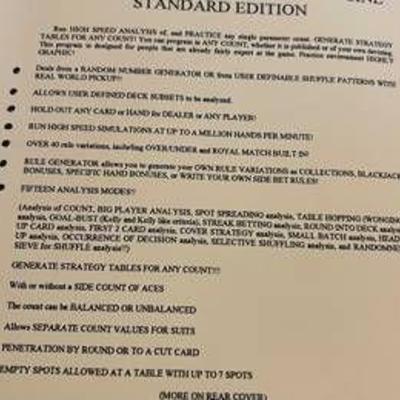 STANDARD EDITION
Run HIGH SPEED ANALYSIS of, and PRACTICE any single parameter count. GENERATE STRATEGY
TABLES FOR ANY COUNT! You can program is ANY COUNT, whether it is published or of your own devising.
This program is designed for people that are already fairly expert at the game. Practice environment HIGHLY
GRAPHIC!
Deals from a RANDOM NUMBER GENERATOR OR from USER DEFINABLE SHUFFLE PATTERNS WITH
REAL WORLD PICKUP!!!
ALLOWS USER DEFINED DECK SUBSETS to be analyzed.
HOLD OUT ANY CARD or HAND for DEALER or ANY PLAYER!
RUN HIGH SPEED SIMULATIONS AT UP TO A MILLION HANDS PER MINUTE!
OVER 40 rule variations, including OVER/UNDER and ROYAL MATCH BUILT IN!
RULE GENERATOR allows you to generate your OWN RULE VARIATIONS as COLLECTIONS, BLACKJACK
BONUSES, SPECIFIC HAND BONUSES, or WRITE YOUR OWN SIDE BET RULES!
FIFTEEN ANALYSIS MODES!!
(Analysis of COUNT, BIG PLAYER ANALYSIS, SPOT SPREADING analysis, TABLE HOPPING (WONGING)
analysis, GOAL-BUST (Kelly and Kelly like criteria), STREAK BETTING analysis, ROUND INTO DECK analysis,
UP CARD analysis, FIRST 2 CARD analysis, COVER STRATEGY analysis, SMALL BATCH analysis, HEAD
UP analysis, OCCURRENCE OF DECISION analysis, SELECTIVE SHUFFLING analysis, and RANDOMNESS
SIEVE for SHUFFLE analysis!!)
GENERATE STRATEGY TABLES FOR ANY COUNT!!!
With or without a SIDE COUNT OF ACES
The count can be BALANCED OR UNBALANCED
Allows SEPARATE COUNT VALUES FOR SUITS
PENETRATION BY ROUND OR TO A CUT CARD
EMPTY SPOTS ALLOWED AT A TABLE WITH UP TO 7 SPOTS
(MORE ON REAR COVER)